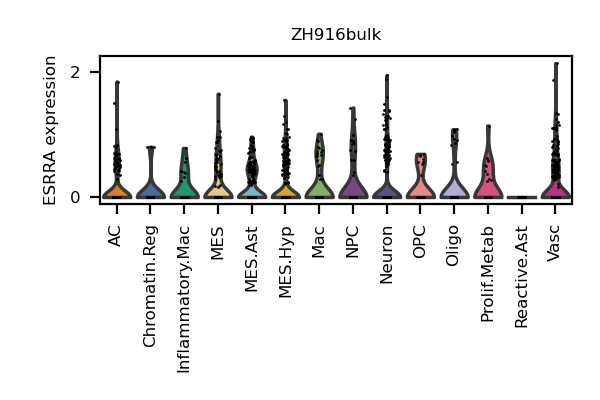 ZH916bulk
ESRRA expression
2
0
AC
Chromatin.Reg
Inflammatory.Mac
MES
MES.Ast
MES.Hyp
Mac
NPC
Neuron
OPC
Oligo
Prolif.Metab
Reactive.Ast
Vasc